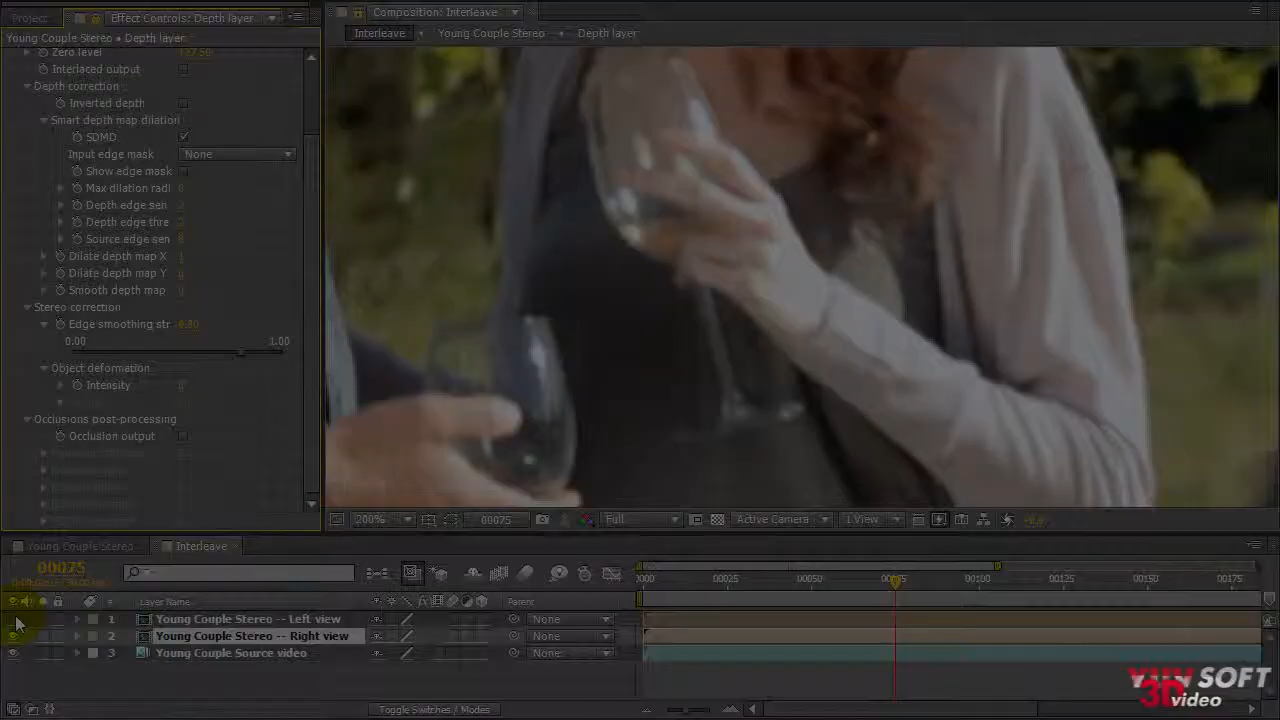 Project Effect Controls: Depth layer
Composition: Interleave
Young Couple Stereo • Depth layer
Interleave Young Couple Stereo Depth layer
Zero level 127.50
Interlaced output
Depth correction
Inverted depth
Smart depth map dilation
SDMD
Input edge mask None
Show edge mask
Max dilation radi
Depth edge sen
Depth edge thre
Source edge sen
Dilate depth map X
Dilate depth map Y
Smooth depth map
Stereo correction
Edge smoothing str 0.80
0.00 1.00
Object deformation
Intensity
Occlusions post-processing
Occlusion output
200% 00075 Full Active Camera 1 View
Young Couple Stereo Interleave
00075
00025 00050 00075 00100 00125 00150 00175
# Layer Name Parent
1 Young Couple Stereo -- Left view None
2 Young Couple Stereo -- Right view None
3 Young Couple Source video None
Toggle Switches / Modes
YUVSOFT
3D video